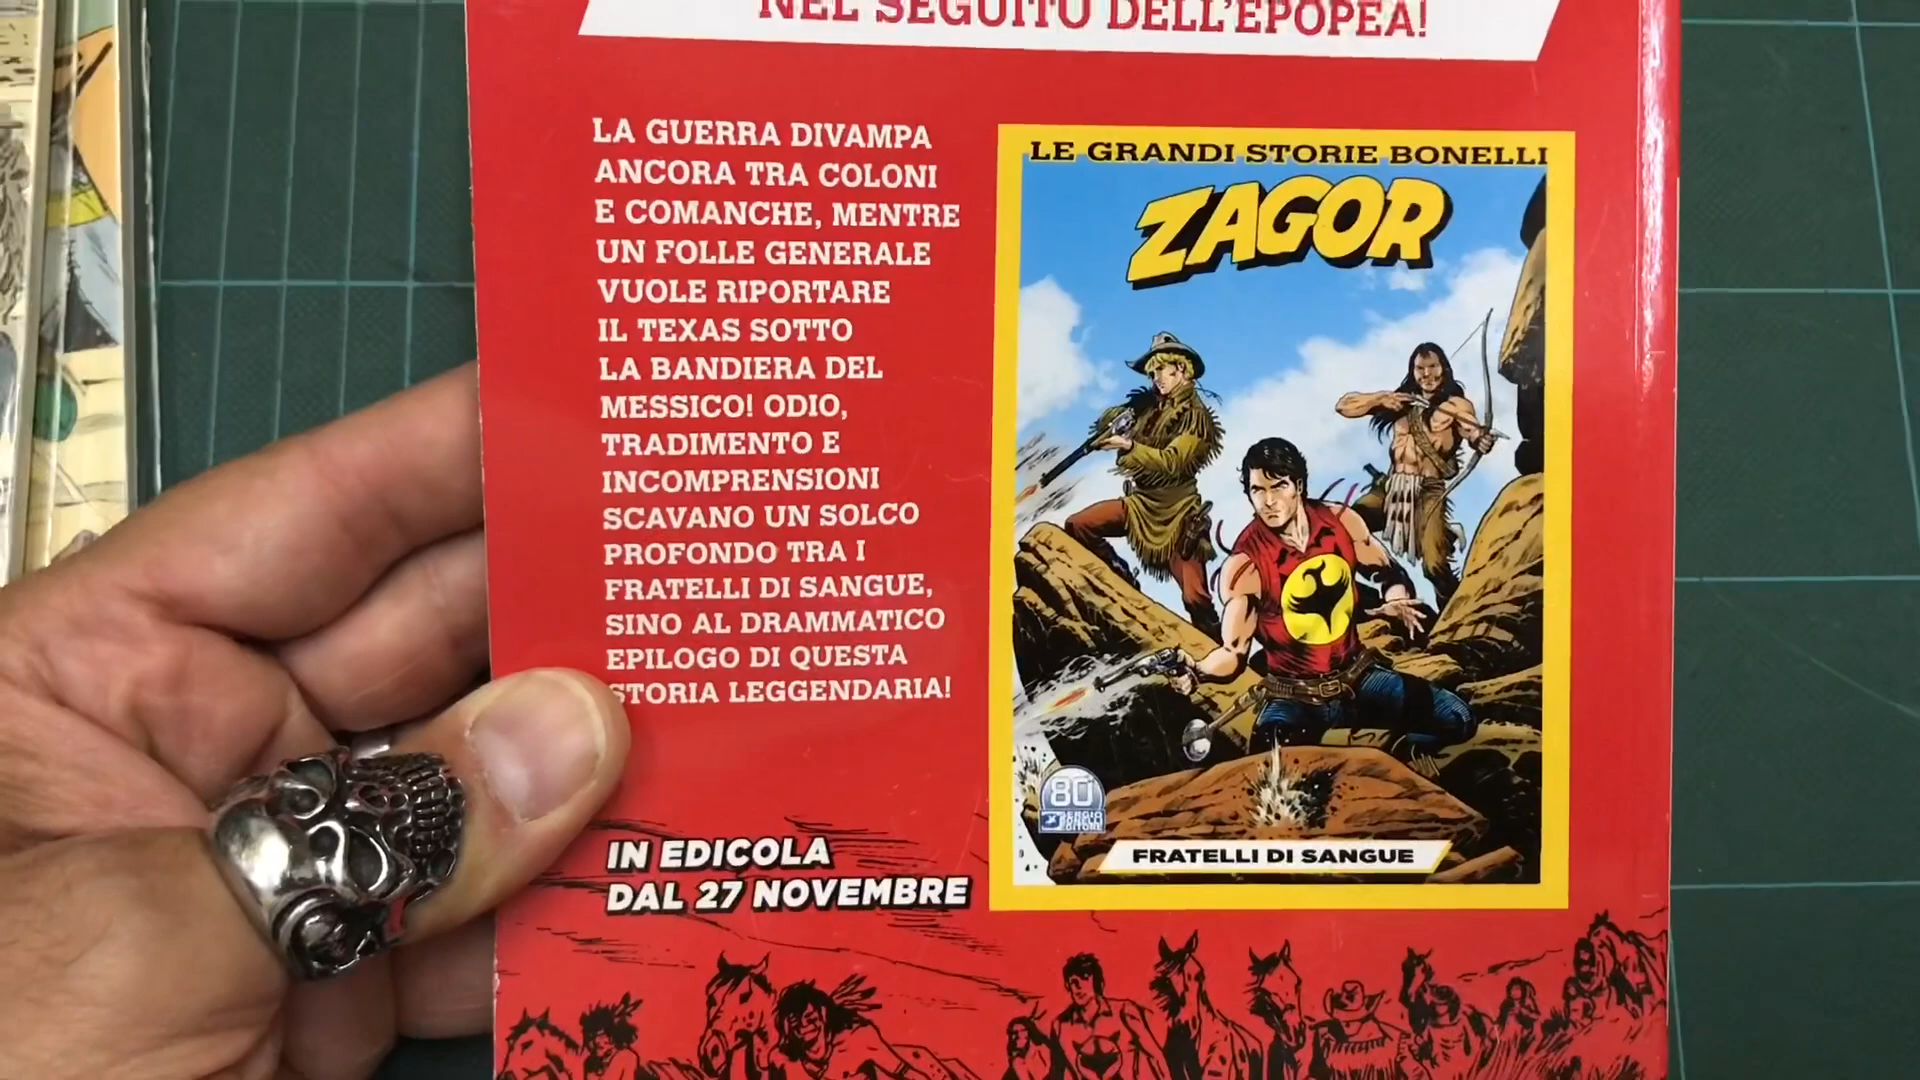 NEL SEGUITO DELL'EPOPEA!
LA GUERRA DIVAMPA
ANCORA TRA COLONI
E COMANCHE, MENTRE
UN FOLLE GENERALE
VUOLE RIPORTARE
IL TEXAS SOTTO
LA BANDIERA DEL
MESSICO! ODIO,
TRADIMENTO E
INCOMPRENSIONI
SCAVANO UN SOLCO
PROFONDO TRA I
FRATELLI DI SANGUE,
SINO AL DRAMMATICO
EPILOGO DI QUESTA
STORIA LEGGENDARIA!
IN EDICOLA
DAL 27 NOVEMBRE
LE GRANDI STORIE BONELLI
ZAGOR
80
SERGIO
BONELLI
EDITORE
FRATELLI DI SANGUE